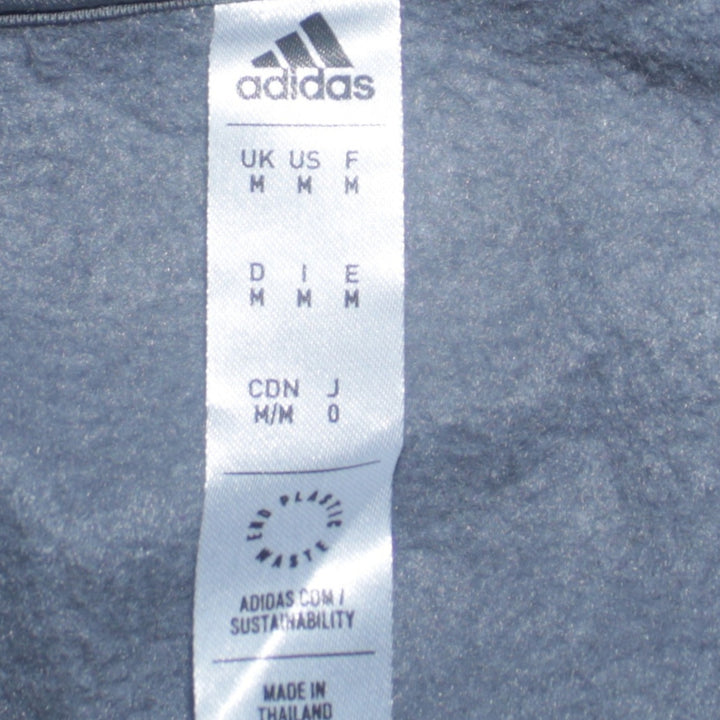 adidas
UK US F
M M M
D I E
M M M
CDN J
M/M O
END PLASTIC WASTE
ADIDAS.COM/
SUSTAINABILITY
MADE IN
THAILAND